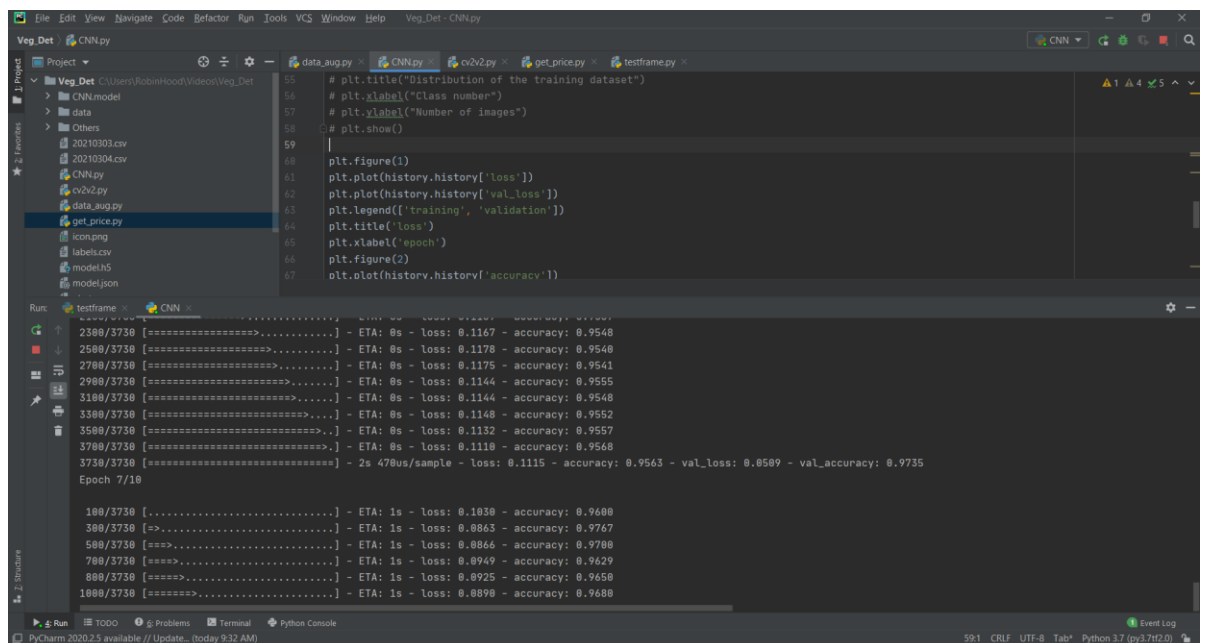 File Edit View Navigate Code Refactor Run Tools VCS Window Help Veg_Det - CNN.py
Veg_Det CNN.py
CNN
Project
data_aug.py CNN.py cv2v2.py get_price.py testframe.py
Veg_Det C:\Users\RobinHood\Videos\Veg_Det
CNN.model
data
Others
20210303.csv
20210304.csv
CNN.py
cv2v2.py
data_aug.py
get_price.py
icon.png
labels.csv
model.h5
model.json
1: Project
2: Favorites
Z: Structure
55 # plt.title("Distribution of the training dataset")
56 # plt.xlabel("Class number")
57 # plt.ylabel("Number of images")
58 # plt.show()
59
60 plt.figure(1)
61 plt.plot(history.history['loss'])
62 plt.plot(history.history['val_loss'])
63 plt.legend(['training', 'validation'])
64 plt.title('loss')
65 plt.xlabel('epoch')
66 plt.figure(2)
67 plt.plot(history.history['accuracy'])
1 4 5
Run: testframe CNN
2300/3730 [==================>............] - ETA: 0s - loss: 0.1167 - accuracy: 0.9548
2500/3730 [===================>..........] - ETA: 0s - loss: 0.1178 - accuracy: 0.9540
2700/3730 [====================>.........] - ETA: 0s - loss: 0.1175 - accuracy: 0.9541
2900/3730 [======================>.......] - ETA: 0s - loss: 0.1144 - accuracy: 0.9555
3100/3730 [=======================>......] - ETA: 0s - loss: 0.1144 - accuracy: 0.9548
3300/3730 [=========================>....] - ETA: 0s - loss: 0.1148 - accuracy: 0.9552
3500/3730 [===========================>..] - ETA: 0s - loss: 0.1132 - accuracy: 0.9557
3700/3730 [============================>.] - ETA: 0s - loss: 0.1110 - accuracy: 0.9568
3730/3730 [==============================] - 2s 470us/sample - loss: 0.1115 - accuracy: 0.9563 - val_loss: 0.0509 - val_accuracy: 0.9735
Epoch 7/10
100/3730 [..............................] - ETA: 1s - loss: 0.1030 - accuracy: 0.9600
300/3730 [=>............................] - ETA: 1s - loss: 0.0863 - accuracy: 0.9767
500/3730 [===>..........................] - ETA: 1s - loss: 0.0866 - accuracy: 0.9700
700/3730 [====>.........................] - ETA: 1s - loss: 0.0949 - accuracy: 0.9629
800/3730 [=====>........................] - ETA: 1s - loss: 0.0925 - accuracy: 0.9650
1000/3730 [=======>......................] - ETA: 1s - loss: 0.0890 - accuracy: 0.9680
4: Run TODO 6: Problems Terminal Python Console 1 Event Log
PyCharm 2020.2.5 available // Update... (today 9:32 AM) 59:1 CRLF UTF-8 Tab* Python 3.7 (py3.7tf2.0)